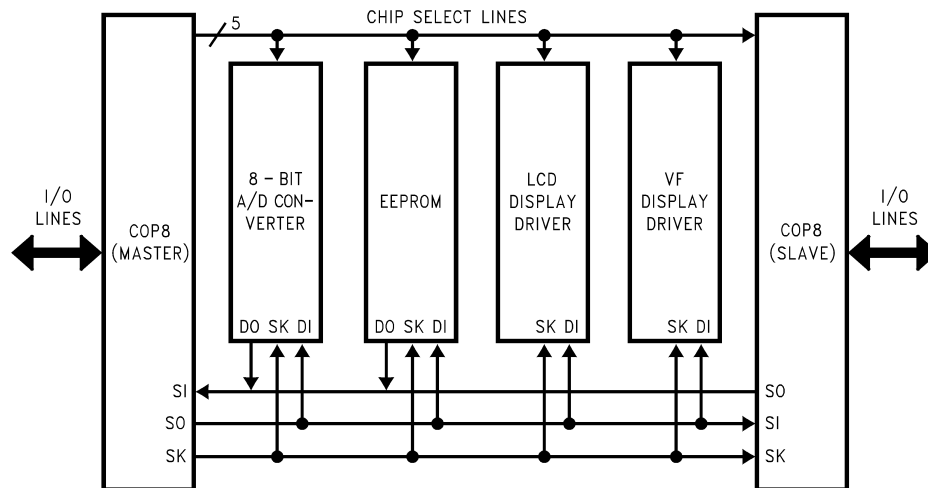 5
CHIP SELECT LINES
I/O
LINES
COP8
(MASTER)
8 – BIT
A/D CON–
VERTER
EEPROM
LCD
DISPLAY
DRIVER
VF
DISPLAY
DRIVER
COP8
(SLAVE)
I/O
LINES
DO SK DI
DO SK DI
SK DI
SK DI
SI
SO
SO
SI
SK
SK